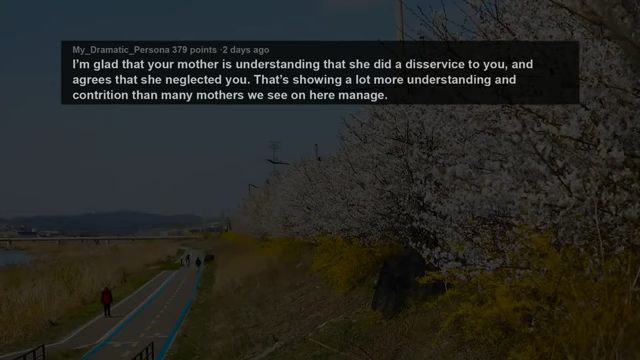 My_Dramatic_Persona 379 points ·2 days ago
I'm glad that your mother is understanding that she did a disservice to you, and
agrees that she neglected you. That's showing a lot more understanding and
contrition than many mothers we see on here manage.